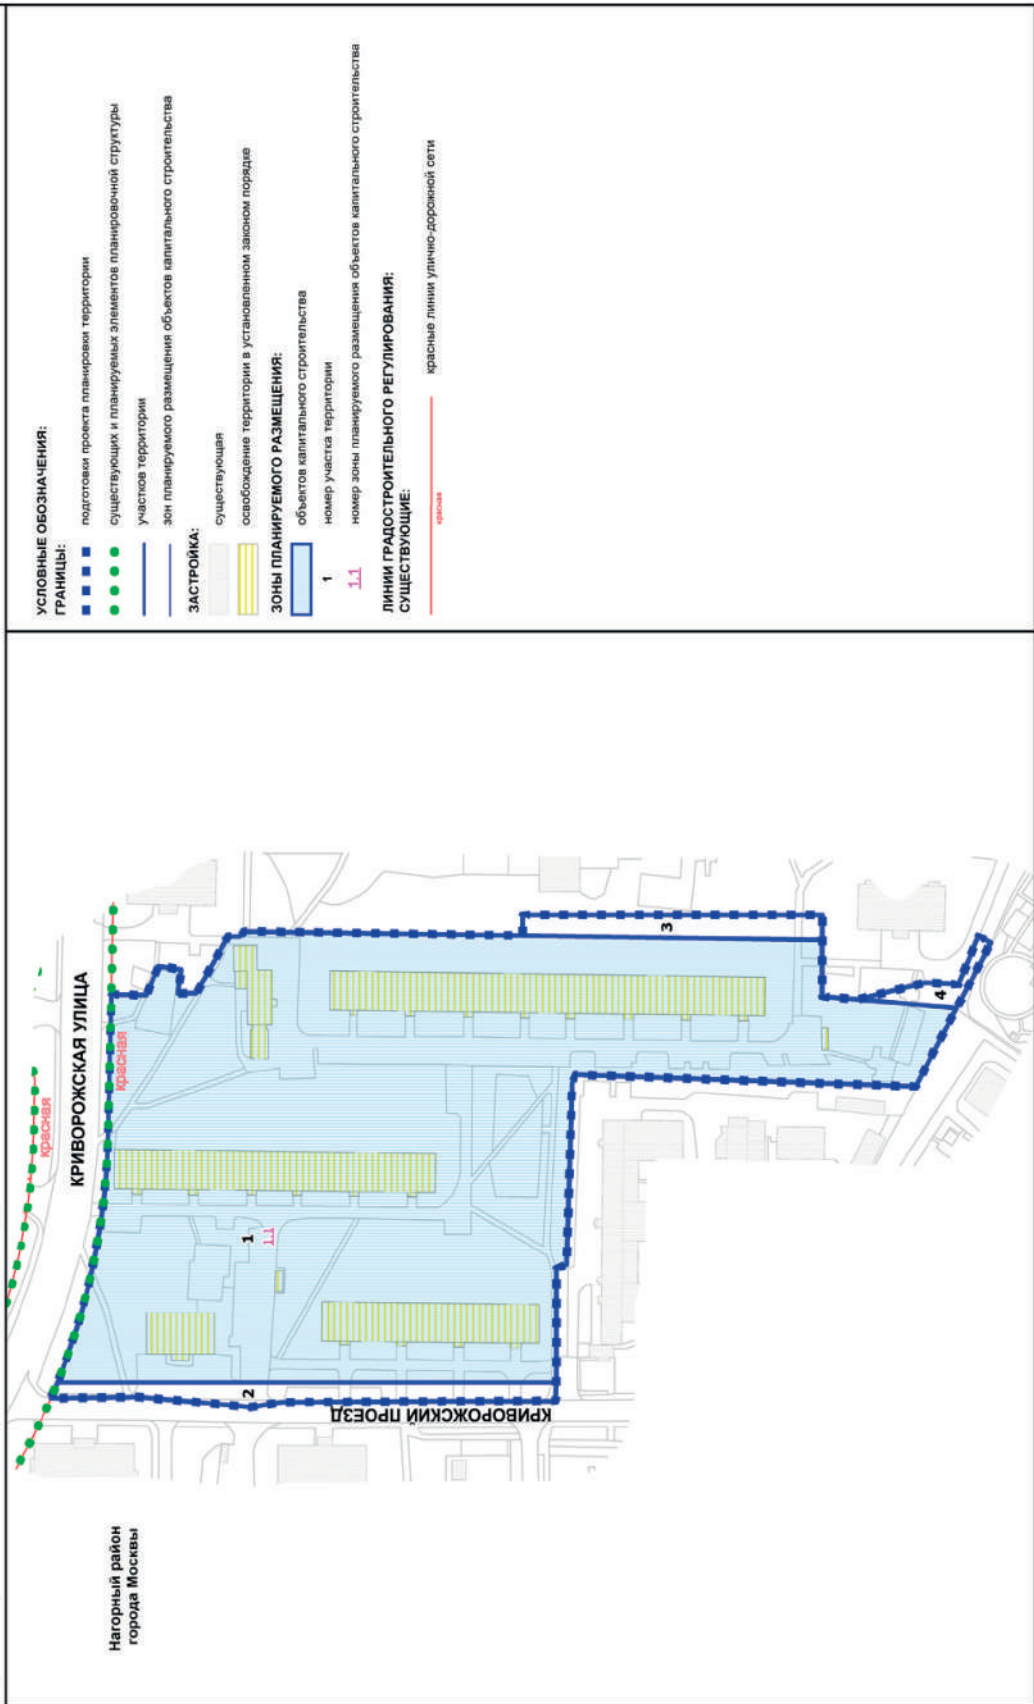 Нагорный район
города Москвы
КРИВОРОЖСКАЯ УЛИЦА
красная
красная
КРИВОРОЖСКИЙ ПРОЕЗД
1
1.1
2
3
4
УСЛОВНЫЕ ОБОЗНАЧЕНИЯ:
ГРАНИЦЫ:
подготовки проекта планировки территории
существующих и планируемых элементов планировочной структуры
участков территории
зон планируемого размещения объектов капитального строительства
ЗАСТРОЙКА:
существующая
освобождение территории в установленном законом порядке
ЗОНЫ ПЛАНИРУЕМОГО РАЗМЕЩЕНИЯ:
объектов капитального строительства
1 номер участка территории
1.1 номер зоны планируемого размещения объектов капитального строительства
ЛИНИИ ГРАДОСТРОИТЕЛЬНОГО РЕГУЛИРОВАНИЯ:
СУЩЕСТВУЮЩИЕ:
красные линии улично-дорожной сети
красная